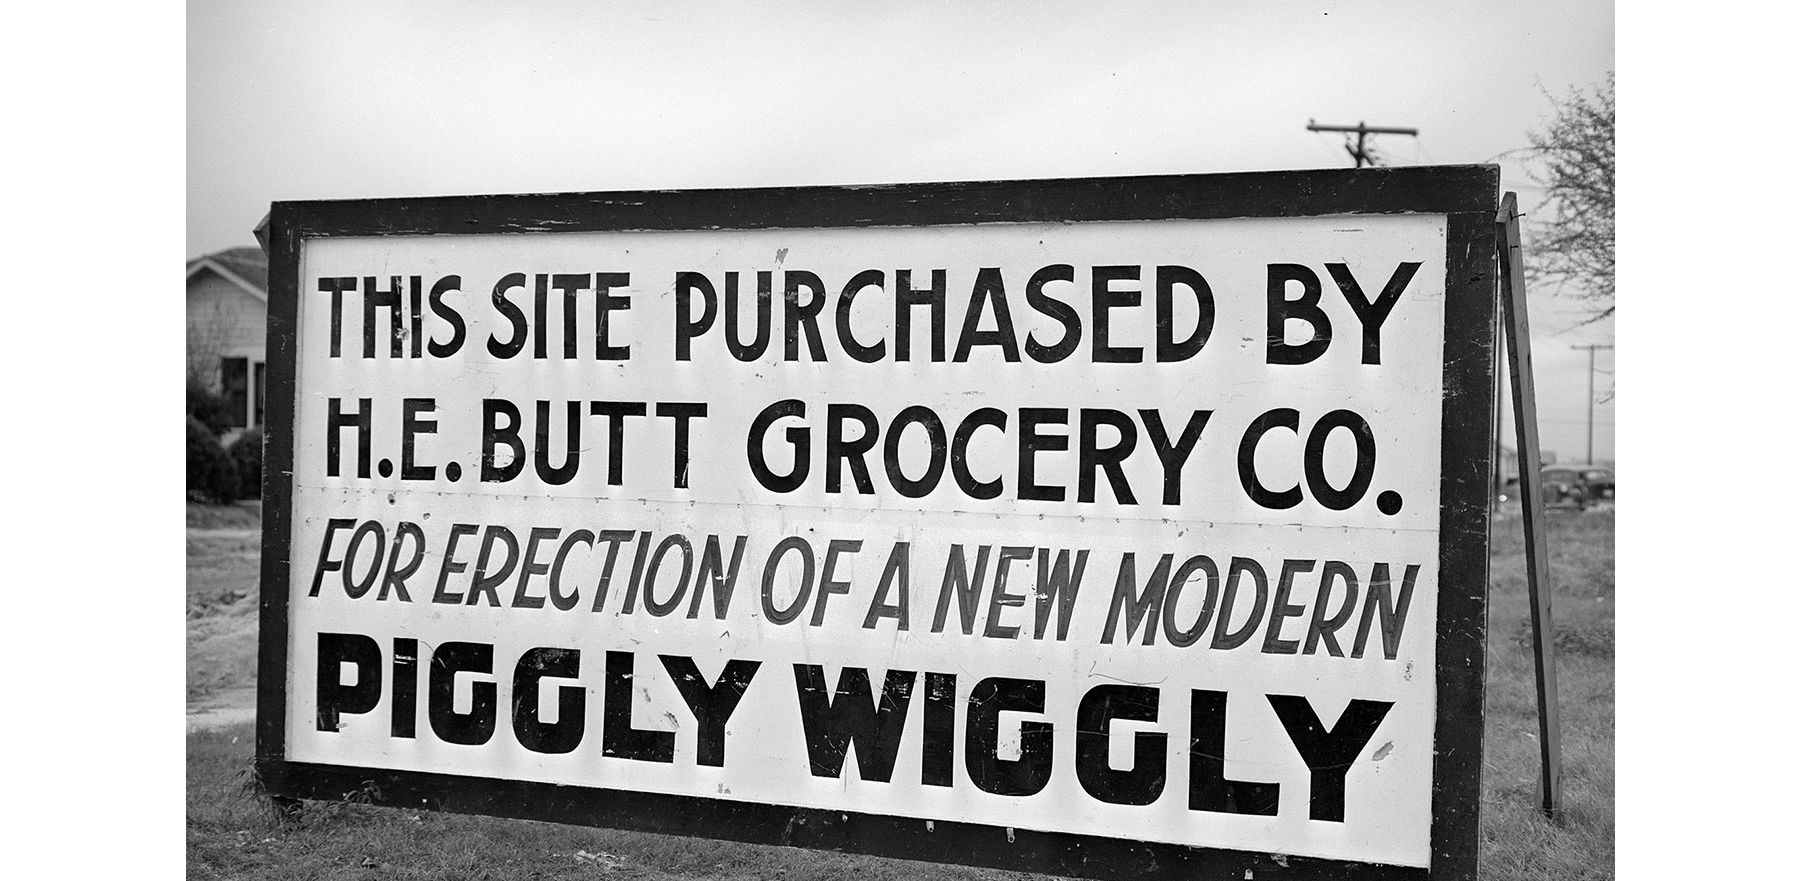 THIS SITE PURCHASED BY
H.E. BUTT GROCERY CO.
FOR ERECTION OF A NEW MODERN
PIGGLY WIGGLY